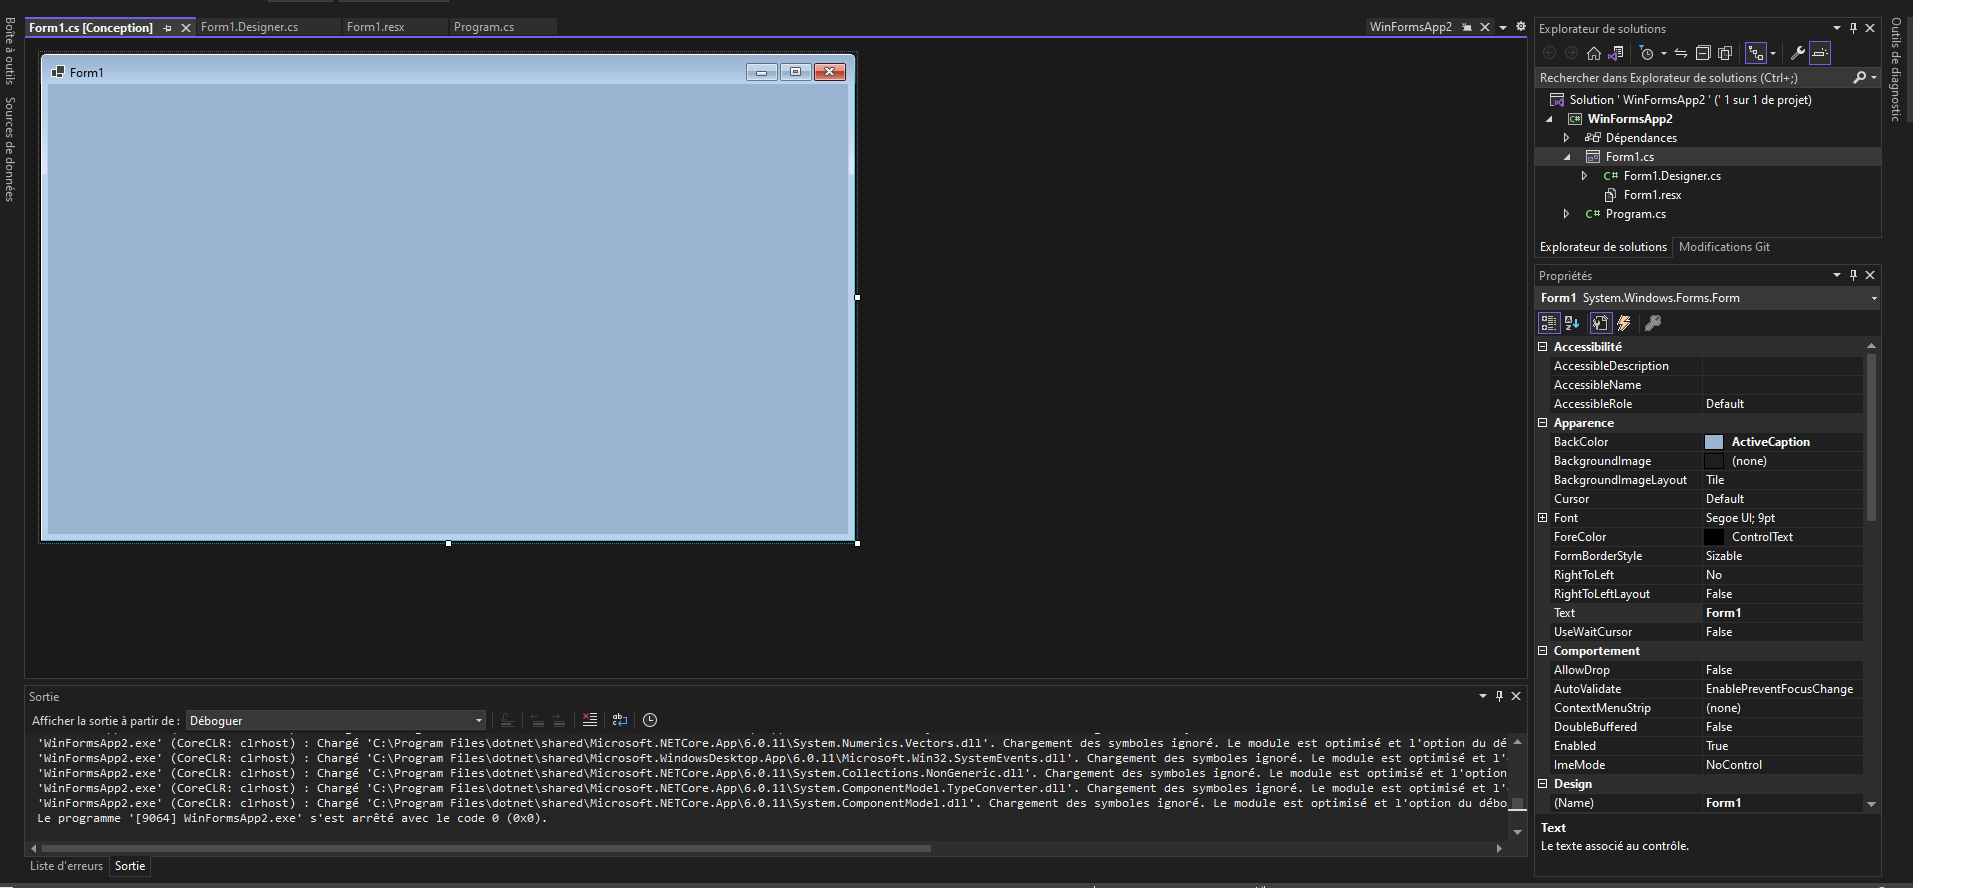 Boîte à outils
Sources de données
Form1.cs [Conception]
Form1.Designer.cs
Form1.resx
Program.cs
WinFormsApp2
Form1
Sortie
Afficher la sortie à partir de : Déboguer
'WinFormsApp2.exe' (CoreCLR: clrhost) : Chargé 'C:\Program Files\dotnet\shared\Microsoft.NETCore.App\6.0.11\System.Numerics.Vectors.dll'. Chargement des symboles ignoré. Le module est optimisé et l'option du dé
'WinFormsApp2.exe' (CoreCLR: clrhost) : Chargé 'C:\Program Files\dotnet\shared\Microsoft.WindowsDesktop.App\6.0.11\Microsoft.Win32.SystemEvents.dll'. Chargement des symboles ignoré. Le module est optimisé et l'
'WinFormsApp2.exe' (CoreCLR: clrhost) : Chargé 'C:\Program Files\dotnet\shared\Microsoft.NETCore.App\6.0.11\System.Collections.NonGeneric.dll'. Chargement des symboles ignoré. Le module est optimisé et l'option
'WinFormsApp2.exe' (CoreCLR: clrhost) : Chargé 'C:\Program Files\dotnet\shared\Microsoft.NETCore.App\6.0.11\System.ComponentModel.TypeConverter.dll'. Chargement des symboles ignoré. Le module est optimisé et l'
'WinFormsApp2.exe' (CoreCLR: clrhost) : Chargé 'C:\Program Files\dotnet\shared\Microsoft.NETCore.App\6.0.11\System.ComponentModel.dll'. Chargement des symboles ignoré. Le module est optimisé et l'option du débo
Le programme '[9064] WinFormsApp2.exe' s'est arrêté avec le code 0 (0x0).
Liste d'erreurs
Sortie
Explorateur de solutions
Rechercher dans Explorateur de solutions (Ctrl+;)
Solution ' WinFormsApp2 ' (' 1 sur 1 de projet)
C# WinFormsApp2
Dépendances
Form1.cs
C# Form1.Designer.cs
Form1.resx
C# Program.cs
Explorateur de solutions
Modifications Git
Propriétés
Form1 System.Windows.Forms.Form
Accessibilité
AccessibleDescription
AccessibleName
AccessibleRole Default
Apparence
BackColor ActiveCaption
BackgroundImage (none)
BackgroundImageLayout Tile
Cursor Default
Font Segoe UI; 9pt
ForeColor ControlText
FormBorderStyle Sizable
RightToLeft No
RightToLeftLayout False
Text Form1
UseWaitCursor False
Comportement
AllowDrop False
AutoValidate EnablePreventFocusChange
ContextMenuStrip (none)
DoubleBuffered False
Enabled True
ImeMode NoControl
Design
(Name) Form1
Text
Le texte associé au contrôle.
Outils de diagnostic